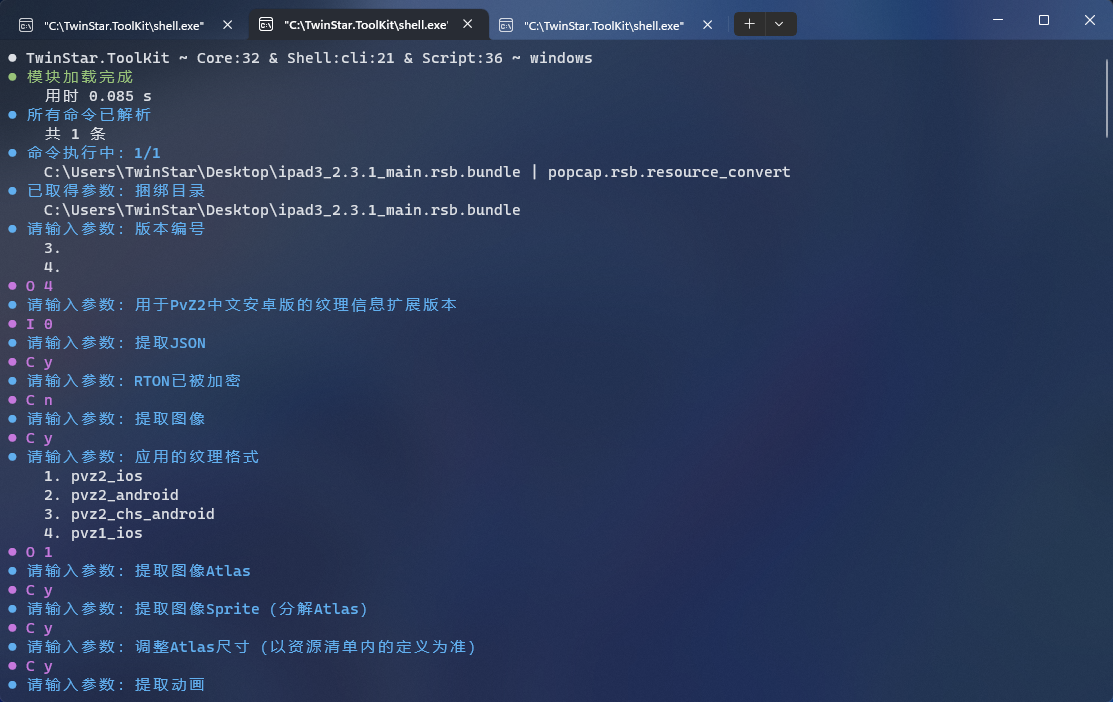 "C:\TwinStar.ToolKit\shell.exe"
"C:\TwinStar.ToolKit\shell.exe'
"C:\TwinStar.ToolKit\shell.exe"
● TwinStar.ToolKit ~ Core:32 & Shell:cli:21 & Script:36 ~ windows
● 模块加载完成
用时 0.085 s
● 所有命令已解析
共 1 条
● 命令执行中: 1/1
C:\Users\TwinStar\Desktop\ipad3_2.3.1_main.rsb.bundle | popcap.rsb.resource_convert
● 已取得参数: 捆绑目录
C:\Users\TwinStar\Desktop\ipad3_2.3.1_main.rsb.bundle
● 请输入参数: 版本编号
3.
4.
● O 4
● 请输入参数: 用于PvZ2中文安卓版的纹理信息扩展版本
● I 0
● 请输入参数: 提取JSON
● C y
● 请输入参数: RTON已被加密
● C n
● 请输入参数: 提取图像
● C y
● 请输入参数: 应用的纹理格式
1. pvz2_ios
2. pvz2_android
3. pvz2_chs_android
4. pvz1_ios
● O 1
● 请输入参数: 提取图像Atlas
● C y
● 请输入参数: 提取图像Sprite (分解Atlas)
● C y
● 请输入参数: 调整Atlas尺寸 (以资源清单内的定义为准)
● C y
● 请输入参数: 提取动画